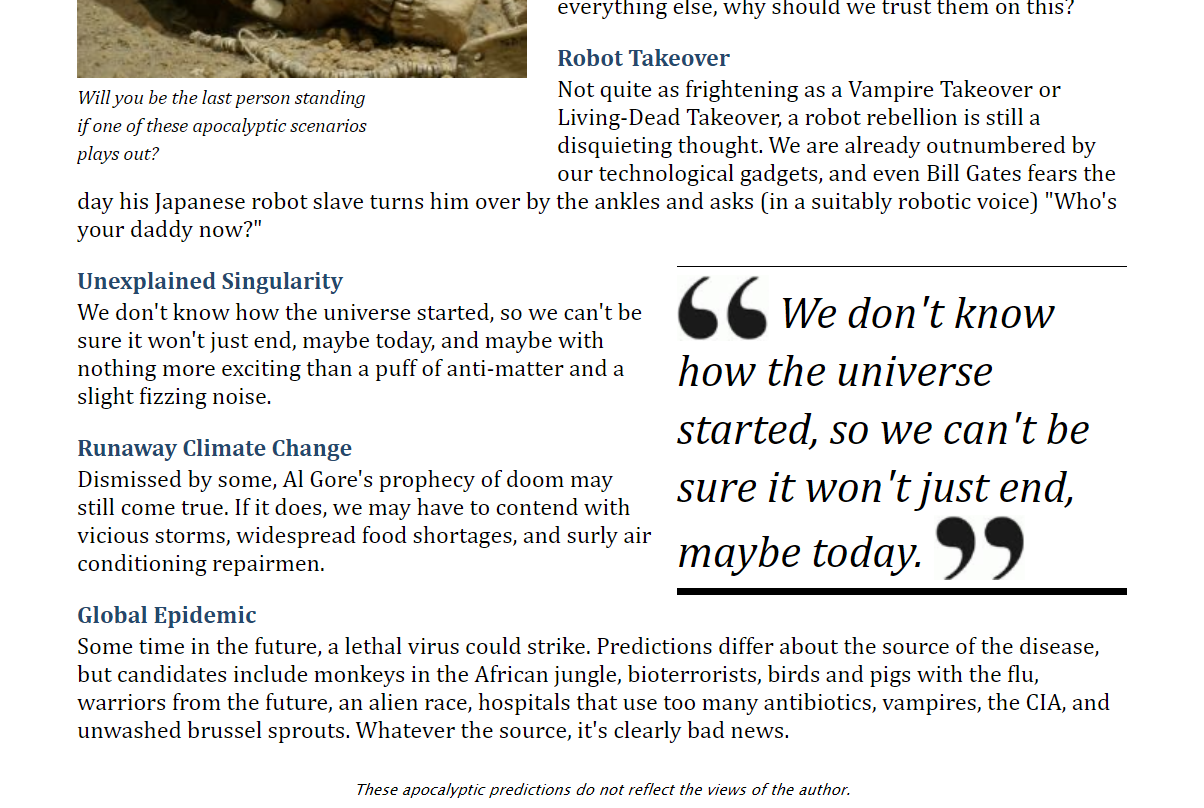 everything else, why should we trust them on this?
Robot Takeover
Not quite as frightening as a Vampire Takeover or
Living-Dead Takeover, a robot rebellion is still a
disquieting thought. We are already outnumbered by
our technological gadgets, and even Bill Gates fears the
day his Japanese robot slave turns him over by the ankles and asks (in a suitably robotic voice) "Who's
your daddy now?"
Will you be the last person standing
if one of these apocalyptic scenarios
plays out?
Unexplained Singularity
We don't know how the universe started, so we can't be
sure it won't just end, maybe today, and maybe with
nothing more exciting than a puff of anti-matter and a
slight fizzing noise.
“ We don't know
how the universe
started, so we can't be
sure it won't just end,
maybe today. ”
Runaway Climate Change
Dismissed by some, Al Gore's prophecy of doom may
still come true. If it does, we may have to contend with
vicious storms, widespread food shortages, and surly air
conditioning repairmen.
Global Epidemic
Some time in the future, a lethal virus could strike. Predictions differ about the source of the disease,
but candidates include monkeys in the African jungle, bioterrorists, birds and pigs with the flu,
warriors from the future, an alien race, hospitals that use too many antibiotics, vampires, the CIA, and
unwashed brussel sprouts. Whatever the source, it's clearly bad news.
These apocalyptic predictions do not reflect the views of the author.